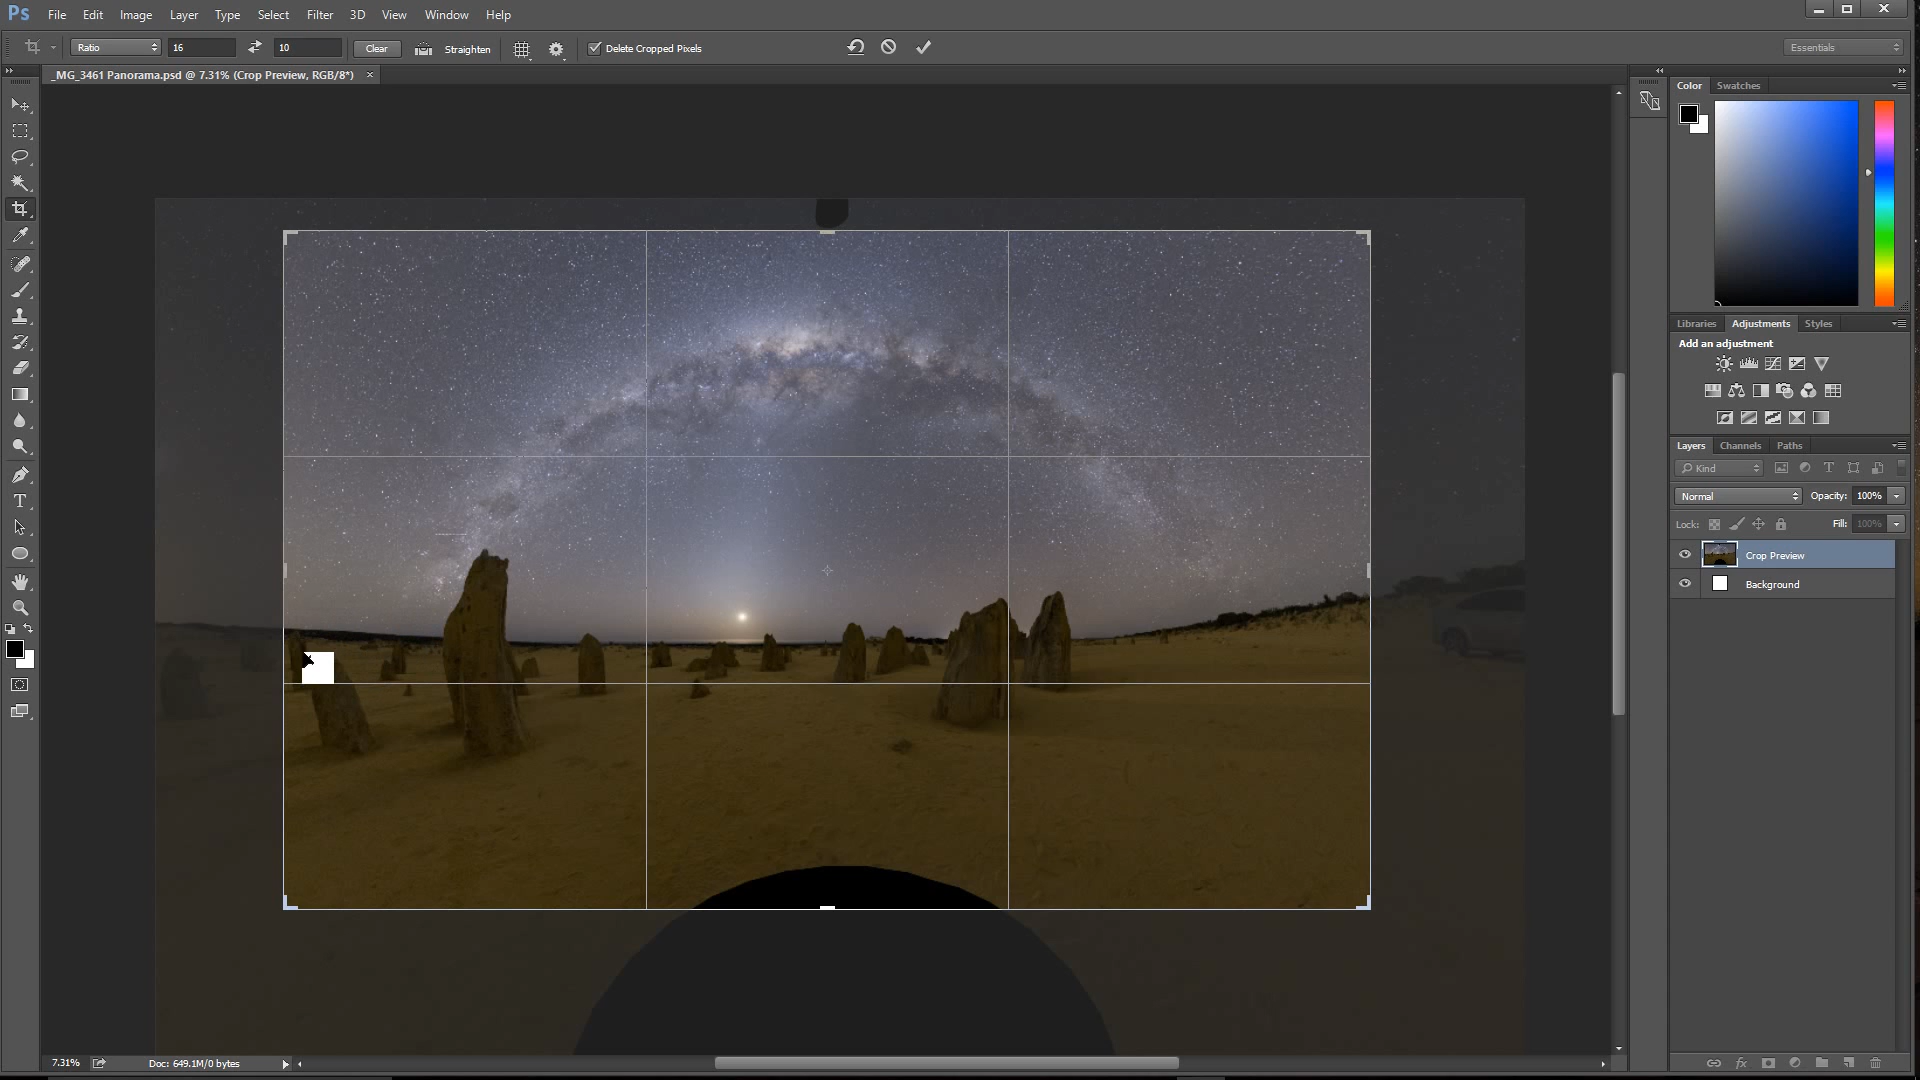 Ps File Edit Image Layer Type Select Filter 3D View Window Help
Ratio 16 10 Clear Straighten Delete Cropped Pixels Essentials
_MG_3461 Panorama.psd @ 7.31% (Crop Preview, RGB/8*) ×
Color Swatches
Libraries Adjustments Styles
Add an adjustment
Layers Channels Paths
Kind T
Normal Opacity: 100%
Lock: Fill: 100%
Crop Preview
Background
T
fx
7.31% Doc: 649.1M/0 bytes